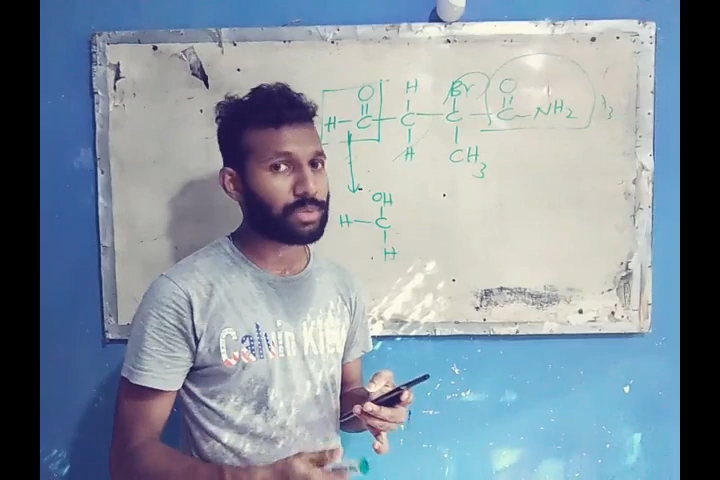 O H Br O
H-C-C-C-C-NH2
H CH3
OH
H-C
H
Calvin Klein